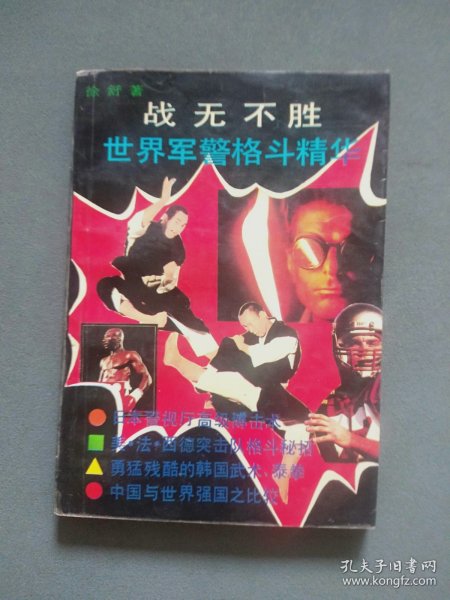 徐 舒 著
战无不胜
世界军警格斗精华
日本警视厅高级搏击术
美·法·西德突击队格斗秘招
勇猛残酷的韩国武术、泰拳
中国与世界强国之比较
孔夫子旧书网
www.kongfz.com